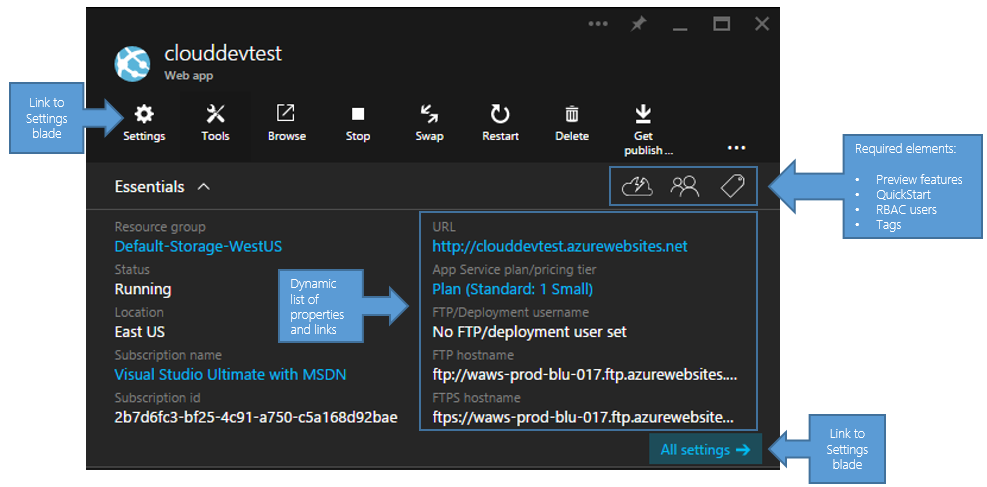 clouddevtest
Web app
Link to
Settings
blade
Settings
Tools
Browse
Stop
Swap
Restart
Delete
Get
publish ...
Required elements:
• Preview features
• QuickStart
• RBAC users
• Tags
Essentials
Resource group
Default-Storage-WestUS
Status
Running
Location
East US
Subscription name
Visual Studio Ultimate with MSDN
Subscription id
2b7d6fc3-bf25-4c91-a750-c5a168d92bae
Dynamic
list of
properties
and links
URL
http://clouddevtest.azurewebsites.net
App Service plan/pricing tier
Plan (Standard: 1 Small)
FTP/Deployment username
No FTP/deployment user set
FTP hostname
ftp://waws-prod-blu-017.ftp.azurewebsites....
FTPS hostname
ftps://waws-prod-blu-017.ftp.azurewebsite...
All settings
Link to
Settings
blade